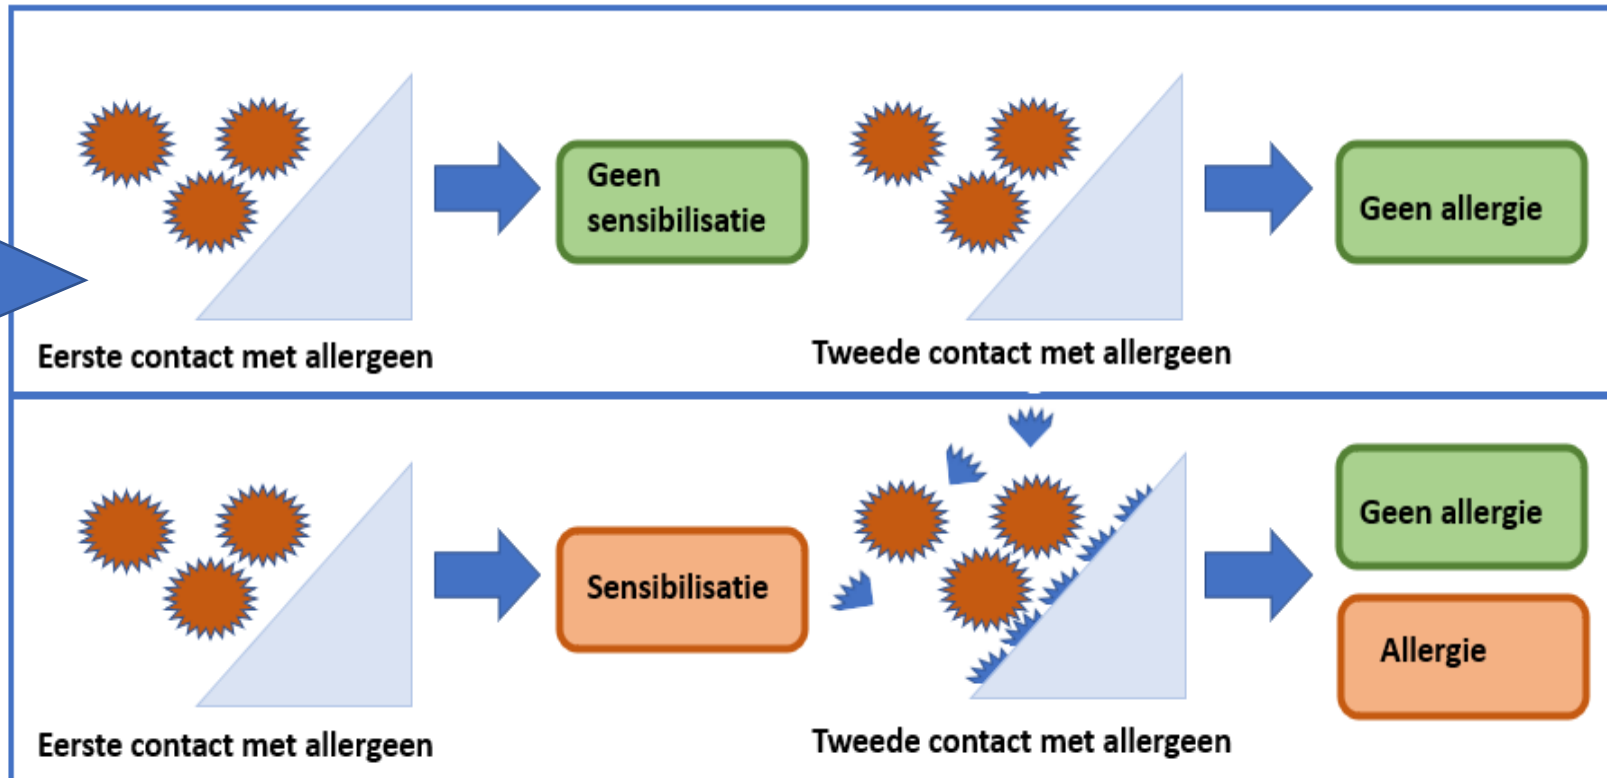 Geen
sensibilisatie
Geen allergie
Eerste contact met allergeen
Tweede contact met allergeen
Sensibilisatie
Geen allergie
Allergie
Eerste contact met allergeen
Tweede contact met allergeen